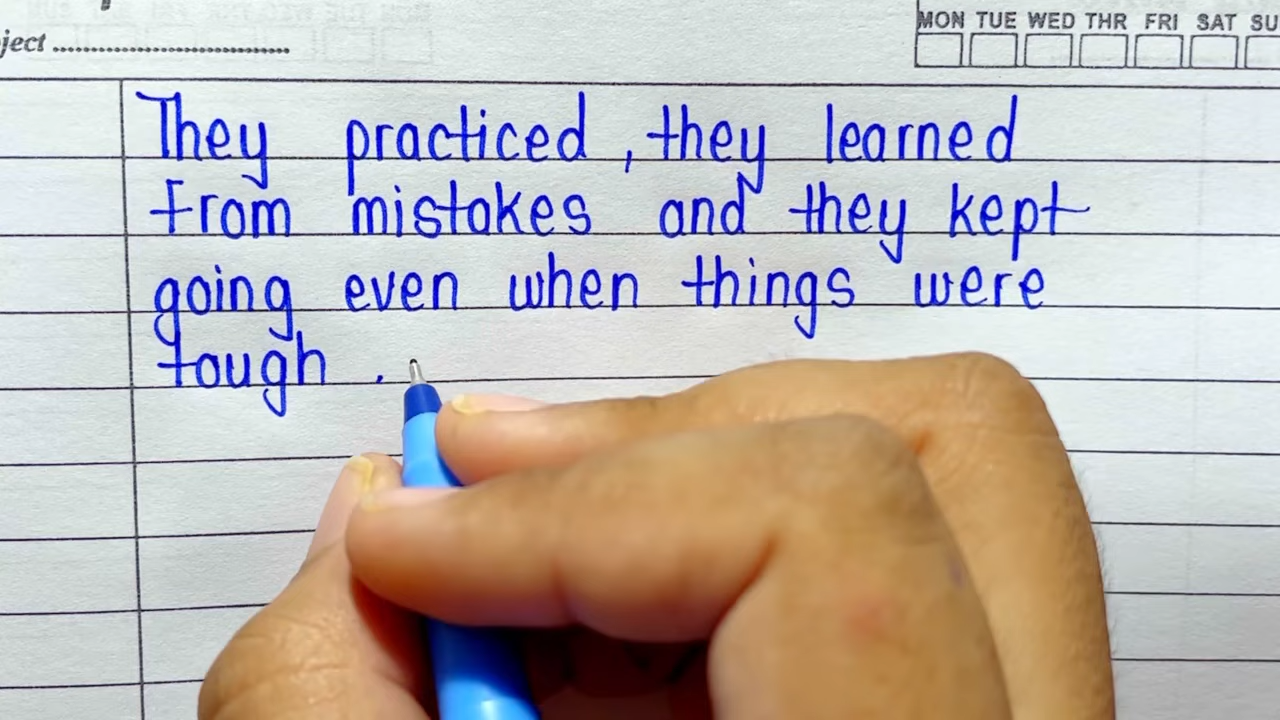 ject ..............................
MON TUE WED THR FRI SAT SU
They practiced , they learned
from mistakes and they kept
going even when things were
tough .